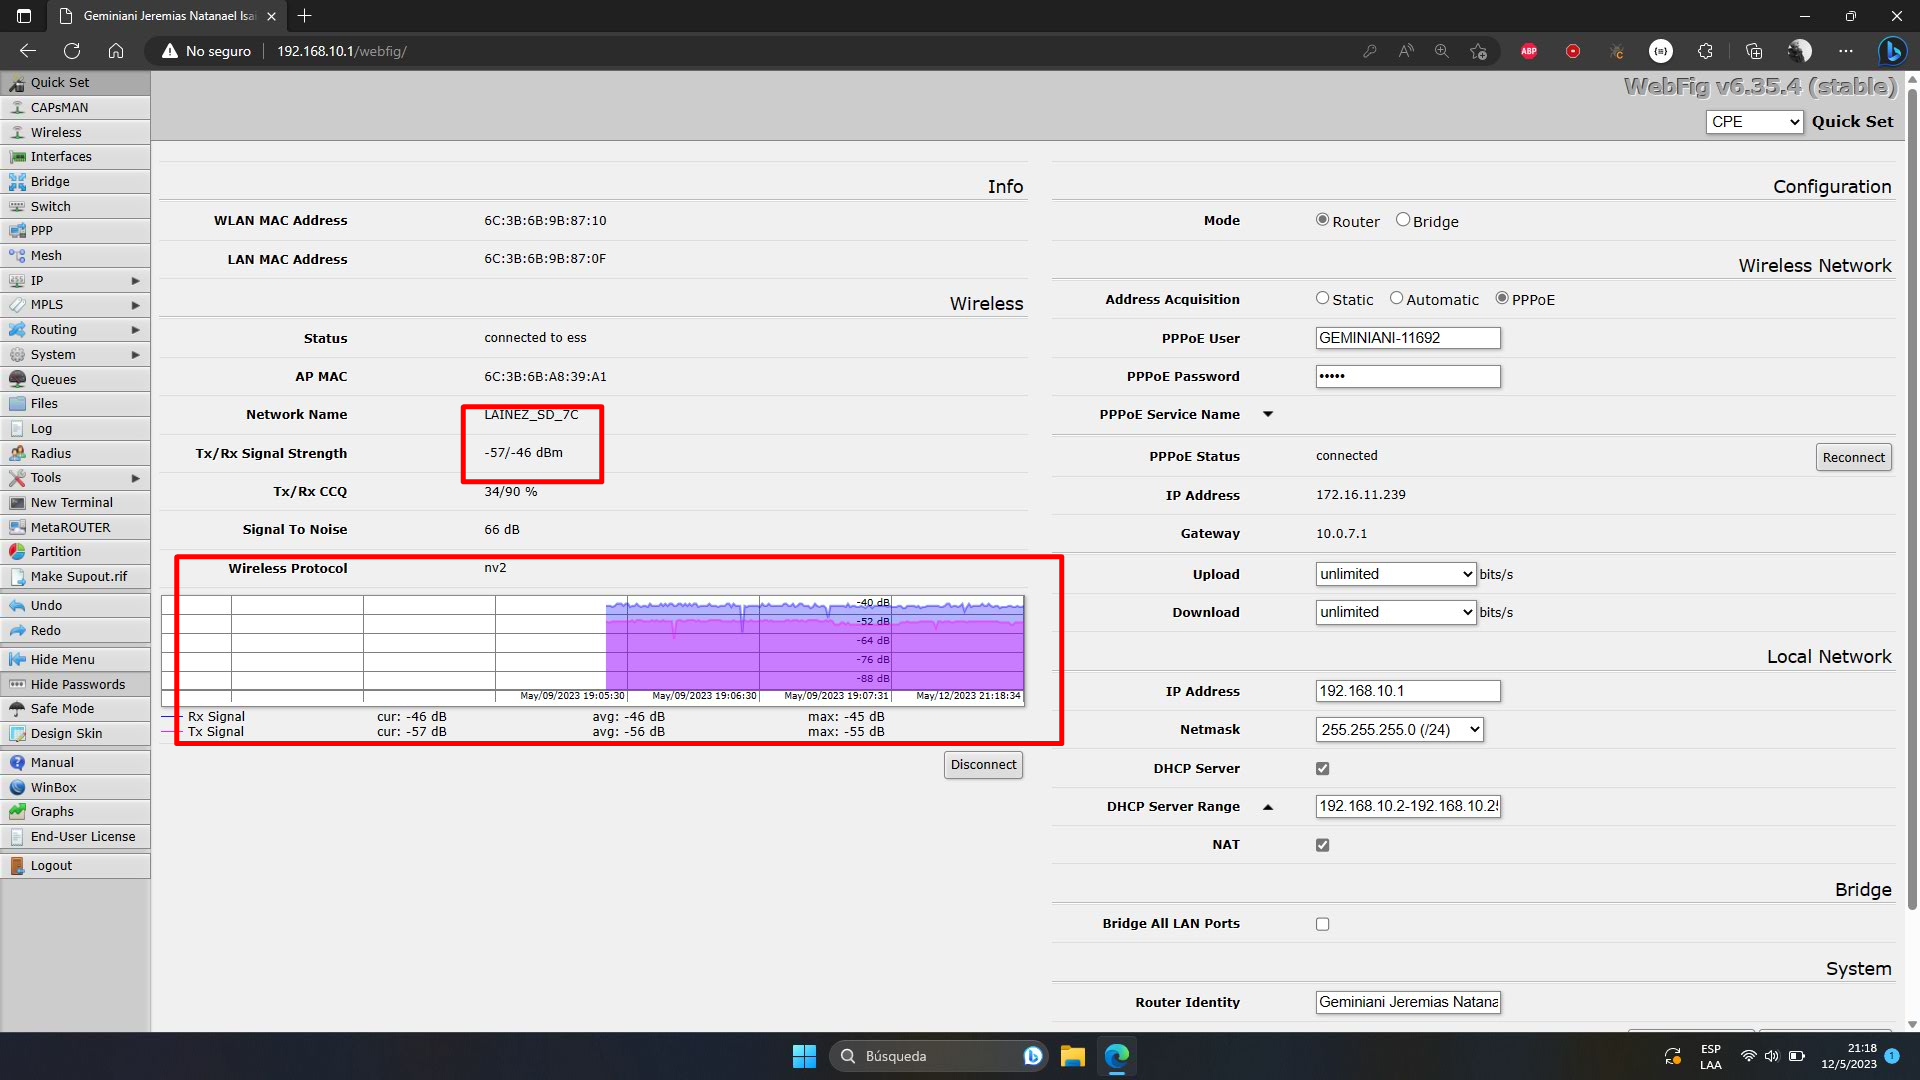 Geminiani Jeremias Natanael Isai
No seguro
192.168.10.1/webfig/
ABP
Quick Set
CAPsMAN
Wireless
Interfaces
Bridge
Switch
PPP
Mesh
IP
MPLS
Routing
System
Queues
Files
Log
Radius
Tools
New Terminal
MetaROUTER
Partition
Make Supout.rif
Undo
Redo
Hide Menu
Hide Passwords
Safe Mode
Design Skin
Manual
WinBox
Graphs
End-User License
Logout
WebFig v6.35.4 (stable)
CPE Quick Set
Info
WLAN MAC Address 6C:3B:6B:9B:87:10
LAN MAC Address 6C:3B:6B:9B:87:0F
Wireless
Status connected to ess
AP MAC 6C:3B:6B:A8:39:A1
Network Name LAINEZ_SD_7C
Tx/Rx Signal Strength -57/-46 dBm
Tx/Rx CCQ 34/90 %
Signal To Noise 66 dB
Wireless Protocol nv2
-40 dB
-52 dB
-64 dB
-76 dB
-88 dB
May/09/2023 19:05:30 May/09/2023 19:06:30 May/09/2023 19:07:31 May/12/2023 21:18:34
Rx Signal cur: -46 dB avg: -46 dB max: -45 dB
Tx Signal cur: -57 dB avg: -56 dB max: -55 dB
Disconnect
Configuration
Mode Router Bridge
Wireless Network
Address Acquisition Static Automatic PPPoE
PPPoE User GEMINIANI-11692
PPPoE Password •••••
PPPoE Service Name
PPPoE Status connected Reconnect
IP Address 172.16.11.239
Gateway 10.0.7.1
Upload unlimited bits/s
Download unlimited bits/s
Local Network
IP Address 192.168.10.1
Netmask 255.255.255.0 (/24)
DHCP Server
DHCP Server Range 192.168.10.2-192.168.10.2
NAT
Bridge
Bridge All LAN Ports
System
Router Identity Geminiani Jeremias Natana
Búsqueda
ESP
LAA
21:18
12/5/2023
1